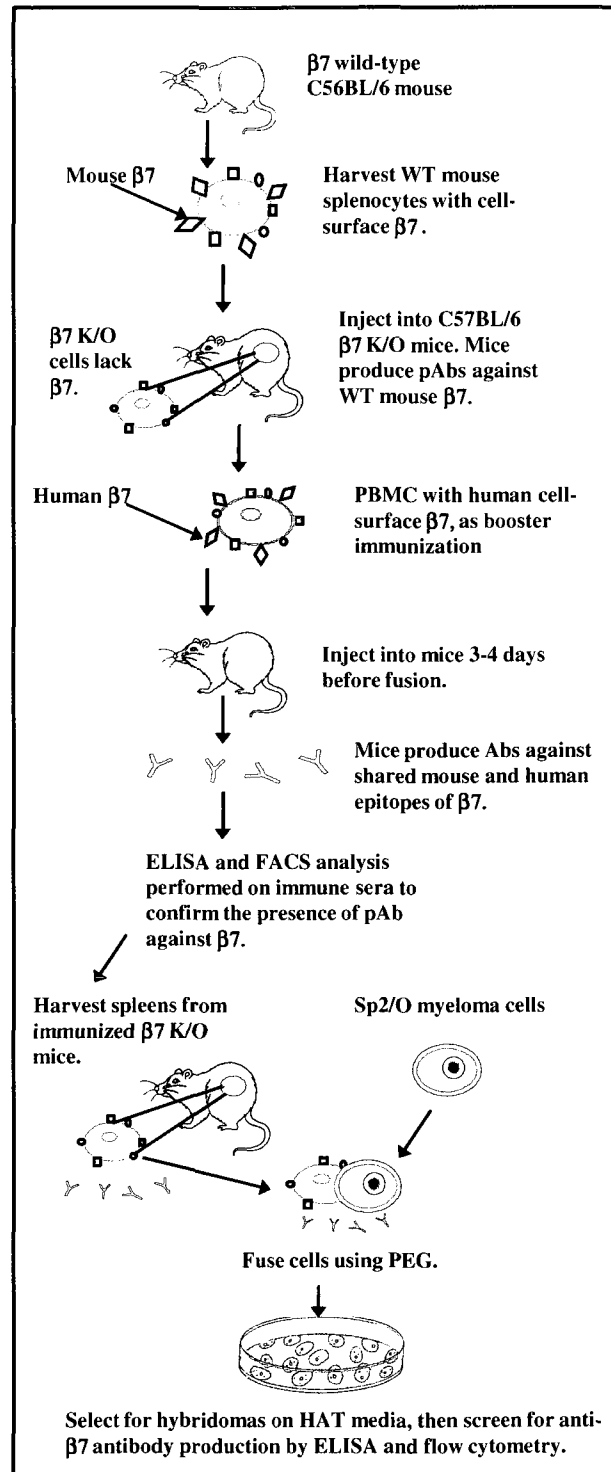 β7 wild-type
C56BL/6 mouse
Mouse β7
Harvest WT mouse
splenocytes with cell-
surface β7 .
β7 K/O
cells lack
β7.
Inject into C57BL/6
β7 K/O mice. Mice
produce pAbs against
WT mouse β7.
Human β7
PBMC with human cell-
surface β7, as booster
immunization
Inject into mice 3-4 days
before fusion.
Mice produce Abs against
shared mouse and human
epitopes of β7.
ELISA and FACS analysis
performed on immune sera to
confirm the presence of pAb
against β7.
Harvest spleens from
immunized β7 K/O
mice.
Sp2/O myeloma cells
Fuse cells using PEG.
Select for hybridomas on HAT media, then screen for anti-
β7 antibody production by ELISA and flow cytometry.